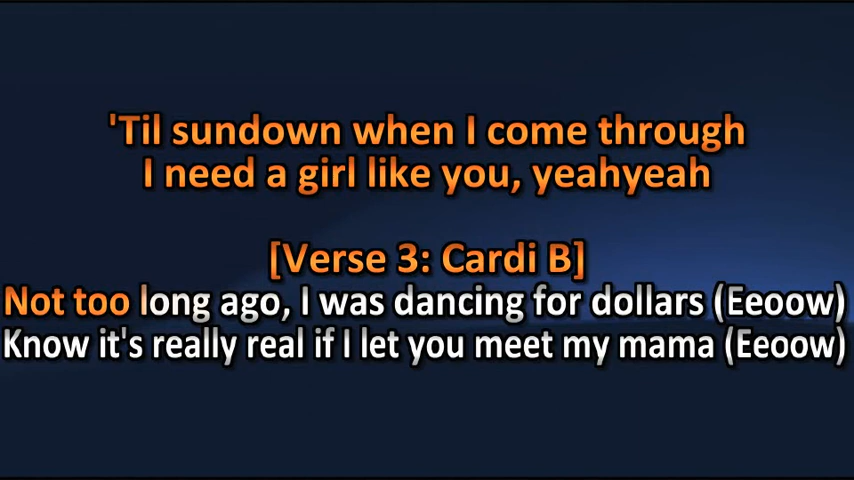 'Til sundown when I come through
I need a girl like you, yeahyeah
[Verse 3: Cardi B]
Not too long ago, I was dancing for dollars (Eeoow)
Know it's really real if I let you meet my mama (Eeoow)